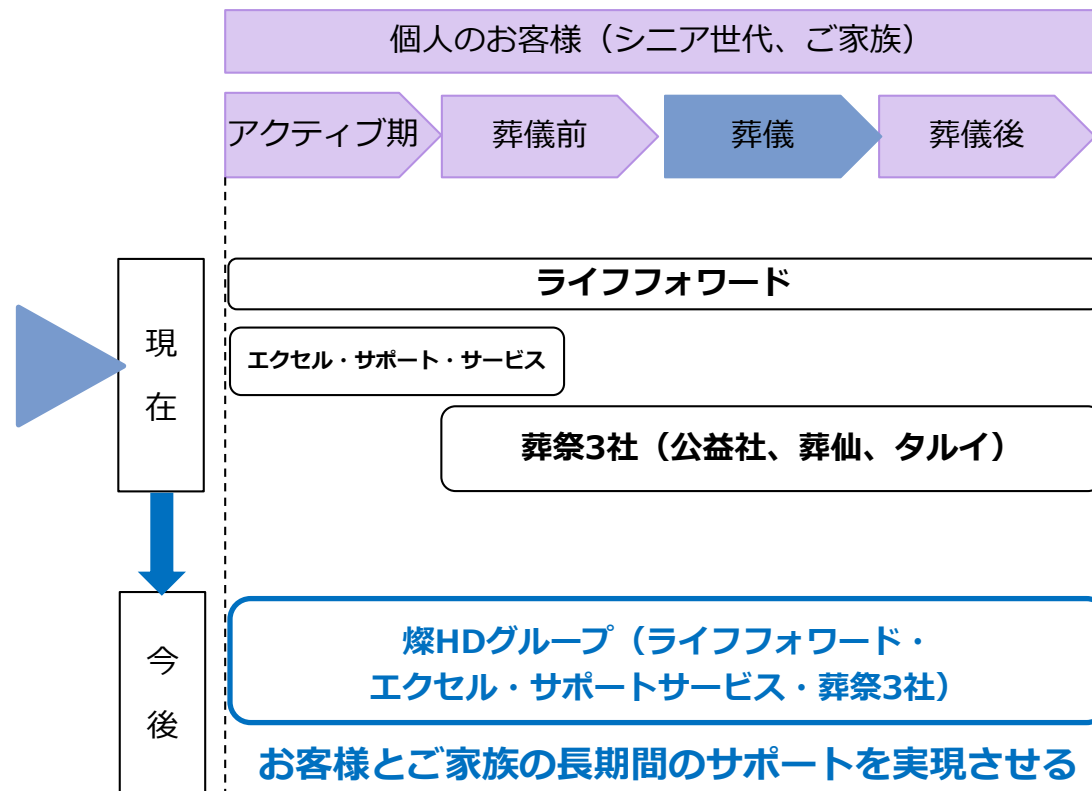 個人のお客様（シニア世代、ご家族）
アクティブ期
葬儀前
葬儀
葬儀後
現在
ライフフォワード
エクセル・サポート・サービス
葬祭3社（公益社、葬仙、タルイ）
今後
燦HDグループ（ライフフォワード・
エクセル・サポートサービス・葬祭3社）
お客様とご家族の長期間のサポートを実現させる